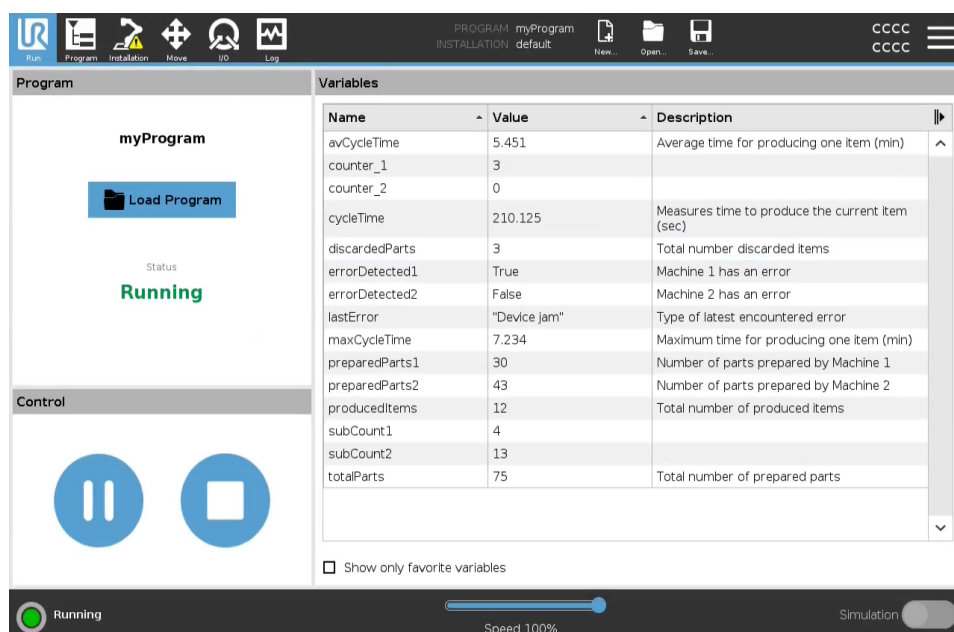 UR
PROGRAM myProgram
INSTALLATION default
CCCC
CCCC
Run Program Installation Move I/O Log
New... Open... Save...
Program
myProgram
Load Program
Status
Running
Control
Variables
Name Value Description
avCycleTime 5.451 Average time for producing one item (min)
counter_1 3
counter_2 0
cycleTime 210.125 Measures time to produce the current item
(sec)
discardedParts 3 Total number discarded items
errorDetected1 True Machine 1 has an error
errorDetected2 False Machine 2 has an error
lastError "Device jam" Type of latest encountered error
maxCycleTime 7.234 Maximum time for producing one item (min)
preparedParts1 30 Number of parts prepared by Machine 1
preparedParts2 43 Number of parts prepared by Machine 2
producedItems 12 Total number of produced items
subCount1 4
subCount2 13
totalParts 75 Total number of prepared parts
Show only favorite variables
Running
Speed 100%
Simulation